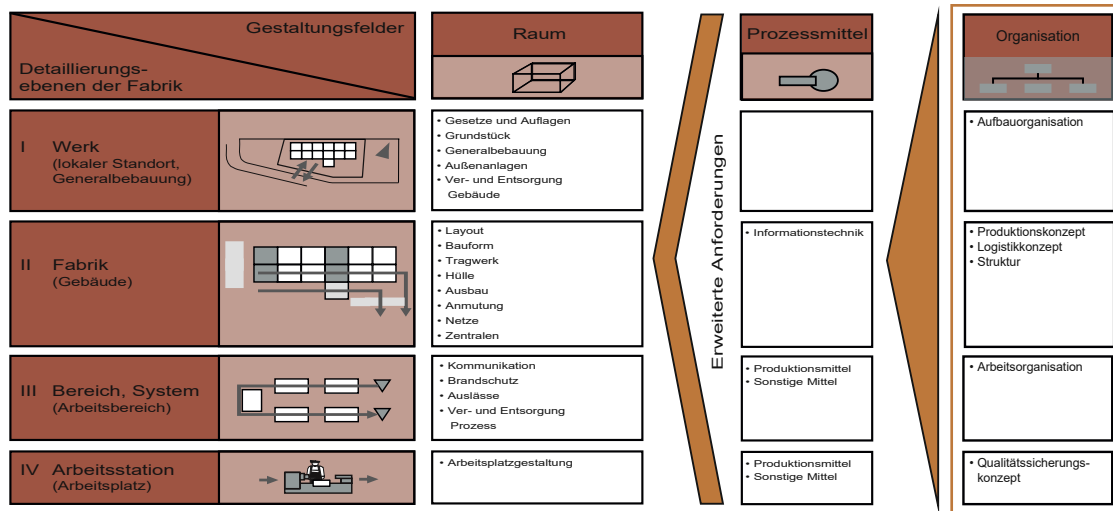 Gestaltungsfelder
Detaillierungs-
ebenen der Fabrik
Raum
Prozessmittel
Organisation
I Werk
(lokaler Standort,
Generalbebauung)
• Gesetze und Auflagen
• Grundstück
• Generalbebauung
• Außenanlagen
• Ver- und Entsorgung
Gebäude
• Aufbauorganisation
II Fabrik
(Gebäude)
• Layout
• Bauform
• Tragwerk
• Hülle
• Ausbau
• Anmutung
• Netze
• Zentralen
Erweiterte Anforderungen
• Informationstechnik
• Produktionskonzept
• Logistikkonzept
• Struktur
III Bereich, System
(Arbeitsbereich)
• Kommunikation
• Brandschutz
• Auslässe
• Ver- und Entsorgung
Prozess
• Produktionsmittel
• Sonstige Mittel
• Arbeitsorganisation
IV Arbeitsstation
(Arbeitsplatz)
• Arbeitsplatzgestaltung
• Produktionsmittel
• Sonstige Mittel
• Qualitätssicherungs-
konzept